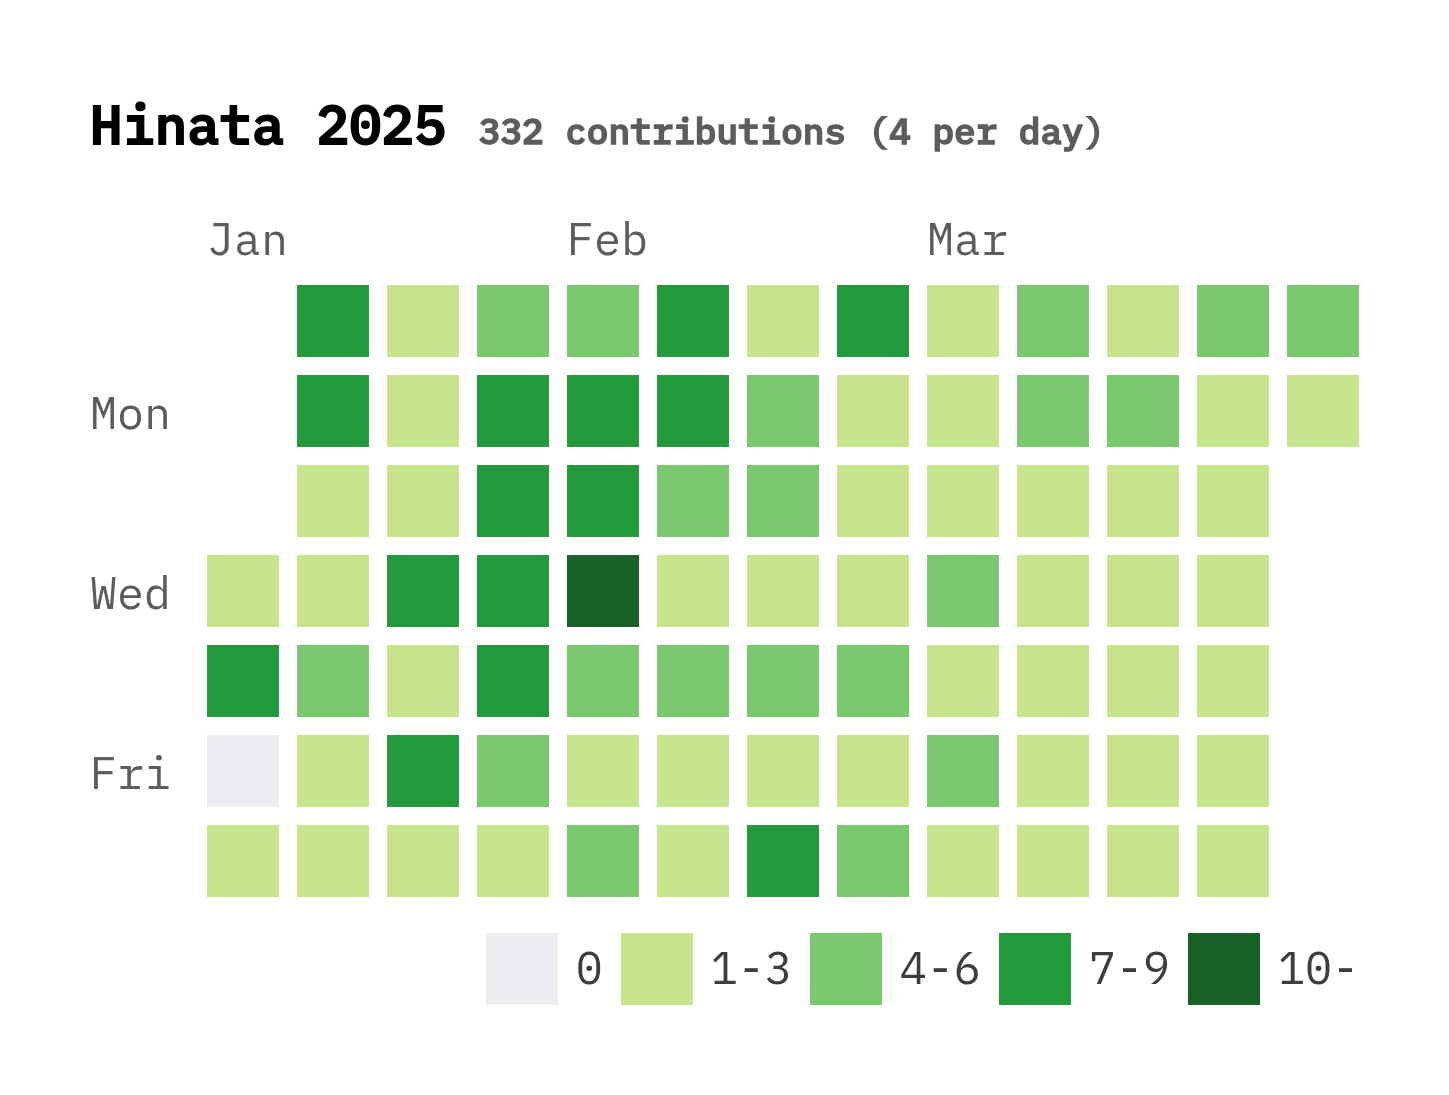 Hinata 2025 332 contributions (4 per day)
Jan Feb Mar
Mon
Wed
Fri
0 1-3 4-6 7-9 10-